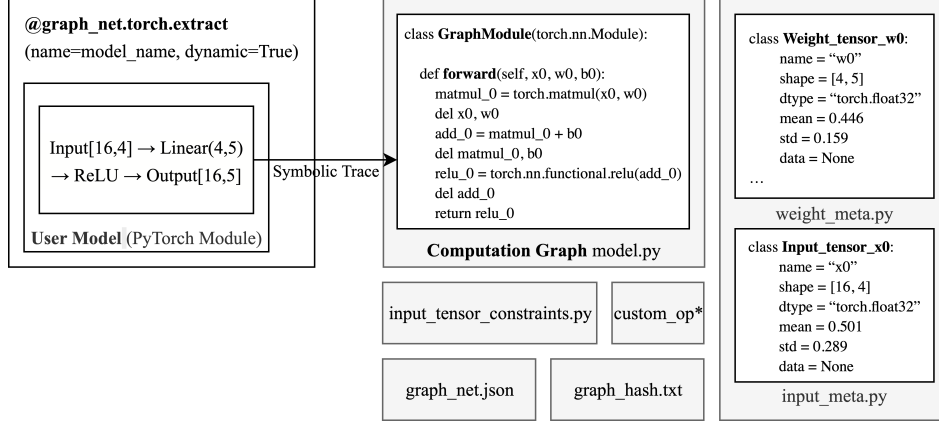 @graph_net.torch.extract
(name=model_name, dynamic=True)
Input[16,4] → Linear(4,5)
→ ReLU → Output[16,5]
User Model (PyTorch Module)
Symbolic Trace
class GraphModule(torch.nn.Module):
def forward(self, x0, w0, b0):
matmul_0 = torch.matmul(x0, w0)
del x0, w0
add_0 = matmul_0 + b0
del matmul_0, b0
relu_0 = torch.nn.functional.relu(add_0)
del add_0
return relu_0
Computation Graph model.py
input_tensor_constraints.py
custom_op*
graph_net.json
graph_hash.txt
class Weight_tensor_w0:
name = “w0”
shape = [4, 5]
dtype = “torch.float32”
mean = 0.446
std = 0.159
data = None
…
weight_meta.py
class Input_tensor_x0:
name = “x0”
shape = [16, 4]
dtype = “torch.float32”
mean = 0.501
std = 0.289
data = None
input_meta.py